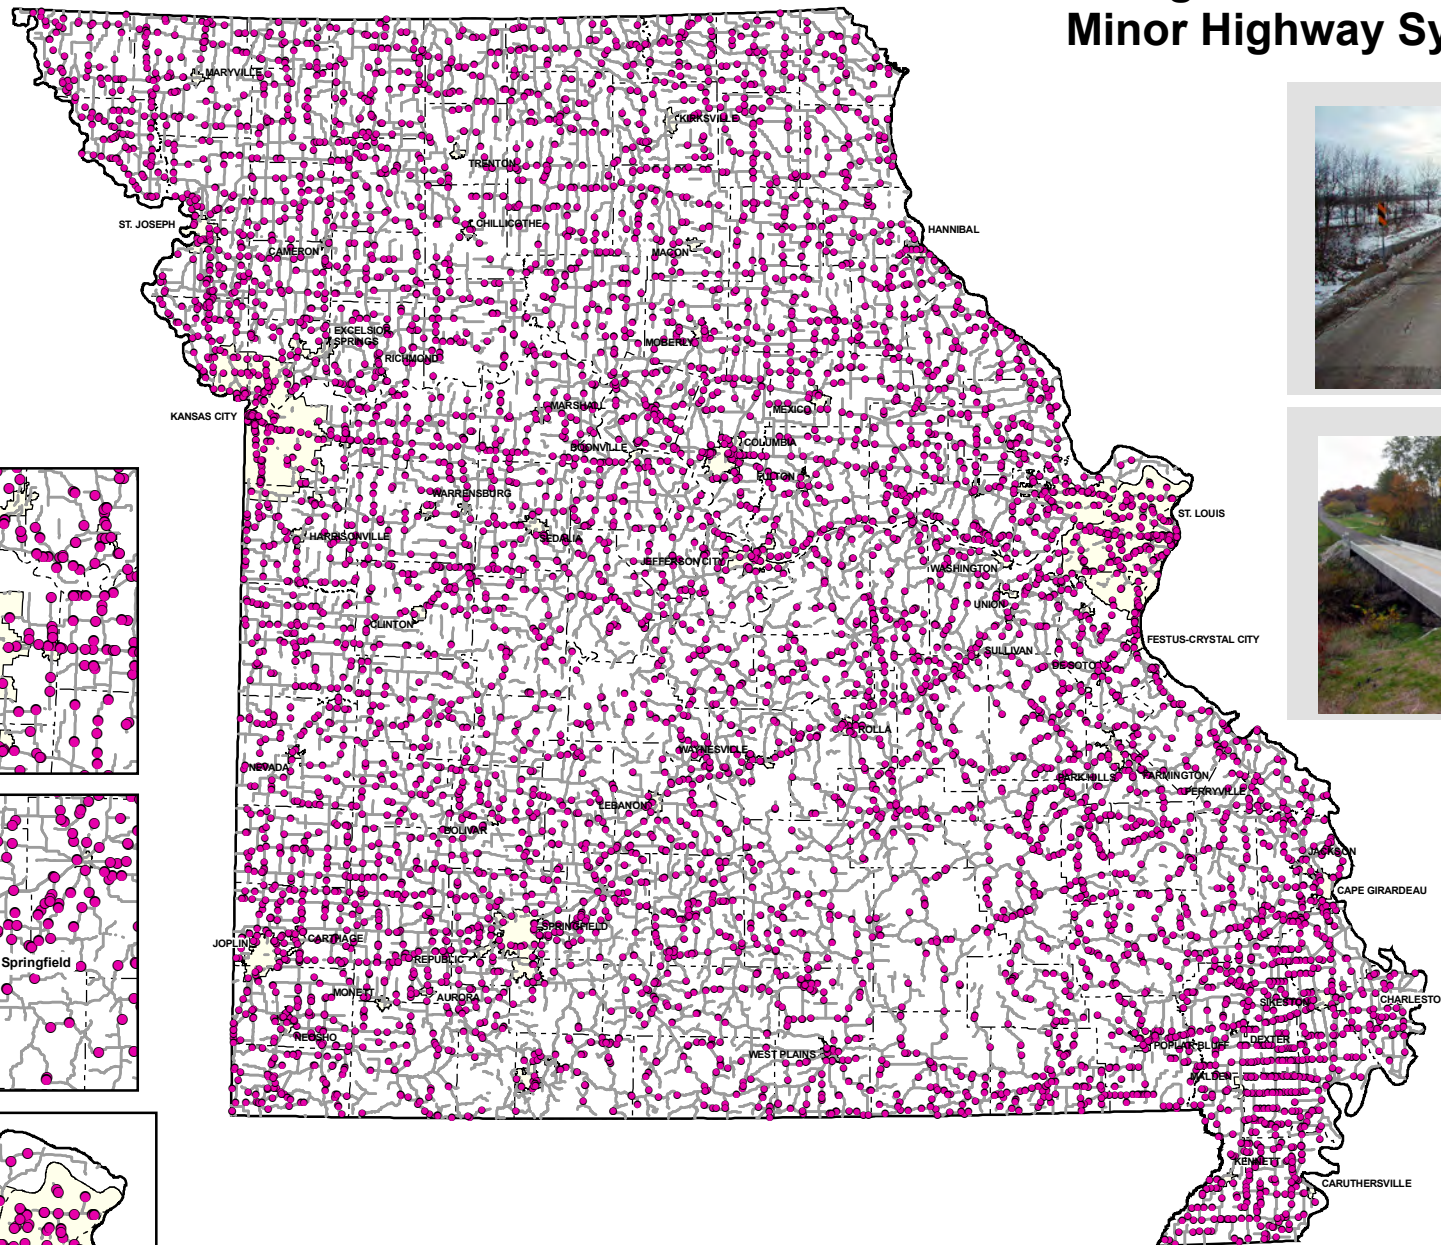 Minor Highway Sy
MARYVILLE
KIRKSVILLE
TRENTON
ST. JOSEPH
CHILLICOTHE
HANNIBAL
CAMERON
MACON
EXCELSIOR
SPRINGS
RICHMOND
MOBERLY
KANSAS CITY
MARSHALL
MEXICO
BOONVILLE
COLUMBIA
FULTON
WARRENSBURG
ST. LOUIS
HARRISONVILLE
SEDALIA
JEFFERSON CITY
WASHINGTON
UNION
CLINTON
FESTUS-CRYSTAL CITY
SULLIVAN
DE SOTO
ROLLA
WAYNESVILLE
NEVADA
PARK HILLS
FARMINGTON
PERRYVILLE
LEBANON
BOLIVAR
JACKSON
CAPE GIRARDEAU
SPRINGFIELD
JOPLIN
CARTHAGE
REPUBLIC
Springfield
MONETT
AURORA
SIKESTON
CHARLESTO
NEOSHO
DEXTER
POPLAR BLUFF
WEST PLAINS
MALDEN
KENNETT
CARUTHERSVILLE